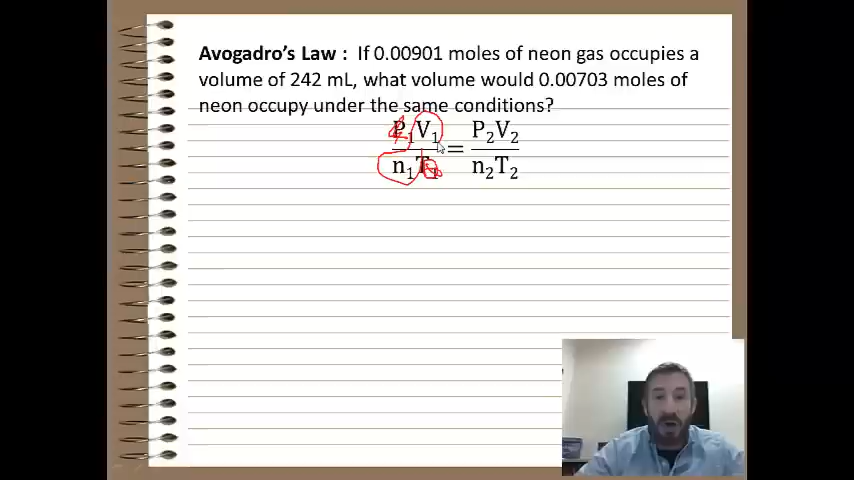 Avogadro's Law : If 0.00901 moles of neon gas occupies a
volume of 242 mL, what volume would 0.00703 moles of
neon occupy under the same conditions?
P₁V₁ / n₁T₁ = P₂V₂ / n₂T₂